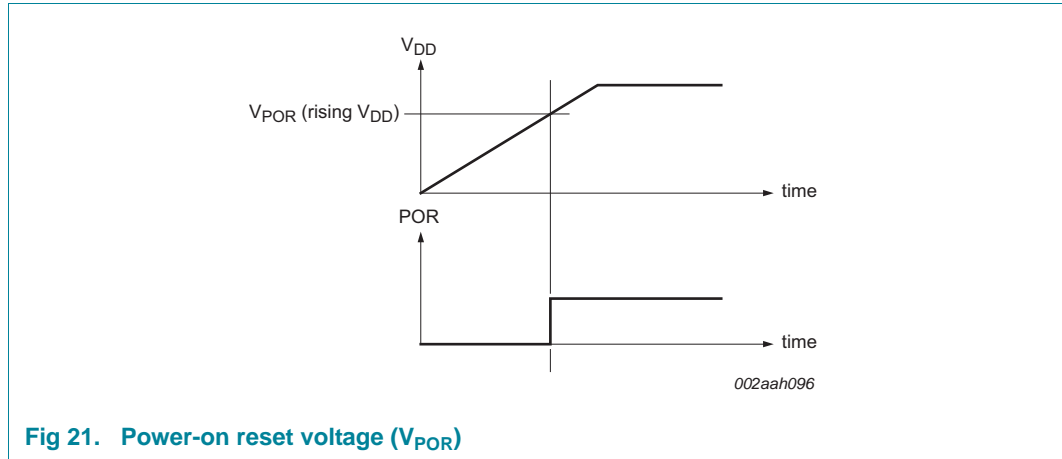 VDD
VPOR (rising VDD)
time
POR
time
002aah096
Fig 21. Power-on reset voltage (VPOR)